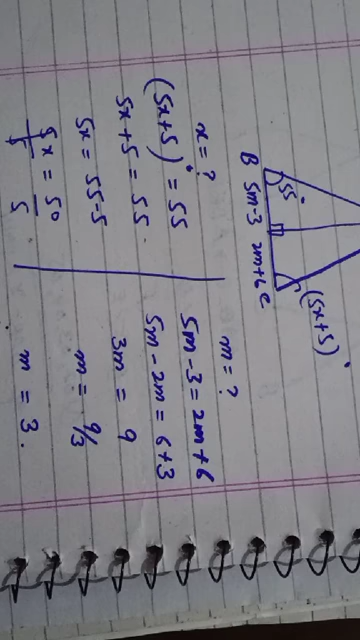 55°
(5x+5)°
B 5m-3 2m+6 C
x = ?
(5x+5)° = 55
5x+5 = 55
5x = 55-5
5x = 50
5 5
m = ?
5m - 3 = 2m + 6
5m - 2m = 6+3
3m = 9
m = 9/3
m = 3.